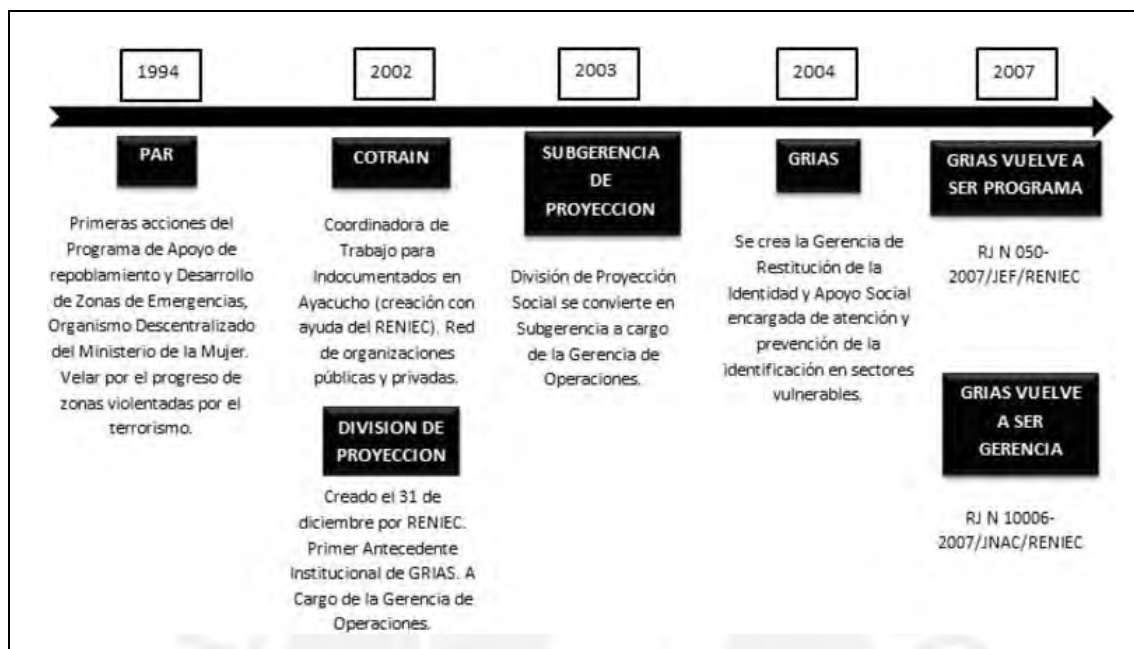 1994
PAR
Primeras acciones del
Programa de Apoyo de
repoblamiento y Desarrollo
de Zonas de Emergencias,
Organismo Descentralizado
del Ministerio de la Mujer.
Velar por el progreso de
zonas violentadas por el
terrorismo.
2002
COTRAIN
Coordinadora de
Trabajo para
Indocumentados en
Ayacucho (creación con
ayuda del RENIEC). Red
de organizaciones
públicas y privadas.
DIVISION DE
PROYECCION
Creado el 31 de
diciembre por RENIEC.
Primer Antecedente
Institucional de GRIAS. A
Cargo de la Gerencia de
Operaciones.
2003
SUBGERENCIA
DE
PROYECCION
División de Proyección
Social se convierte en
Subgerencia a cargo
de la Gerencia de
Operaciones.
2004
GRIAS
Se crea la Gerencia de
Restitución de la
Identidad y Apoyo Social
encargada de atención y
prevención de la
identificación en sectores
vulnerables.
2007
GRIAS VUELVE A
SER PROGRAMA
RJ N 050-
2007/JEF/RENIEC
GRIAS VUELVE
A SER
GERENCIA
RJ N 10006-
2007/JNAC/RENIEC